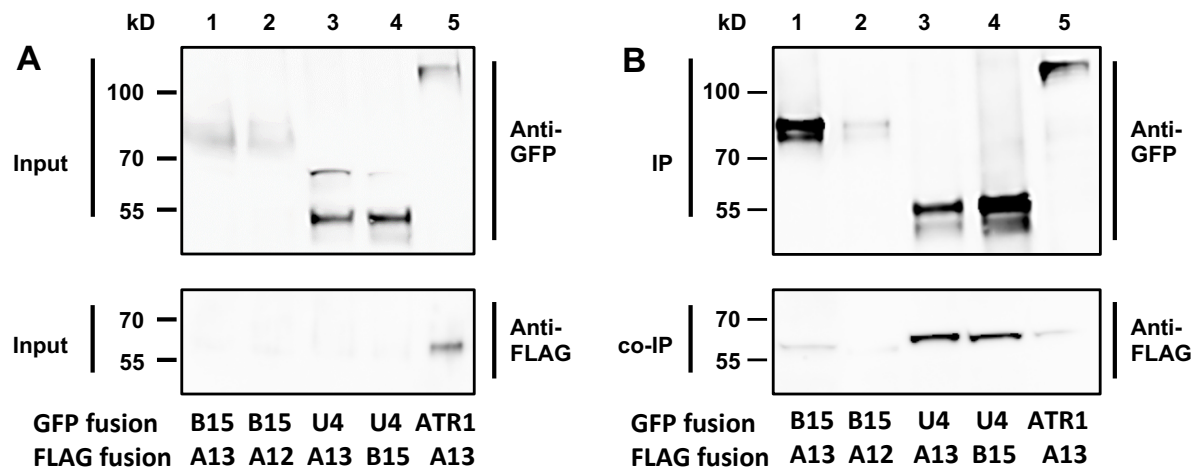 A
kD 1 2 3 4 5
100
70
55
Input
Anti-
GFP
70
55
Input
Anti-
FLAG
GFP fusion B15 B15 U4 U4 ATR1
FLAG fusion A13 A12 A13 B15 A13
B
kD 1 2 3 4 5
100
70
55
IP
Anti-
GFP
70
55
co-IP
Anti-
FLAG
GFP fusion B15 B15 U4 U4 ATR1
FLAG fusion A13 A12 A13 B15 A13